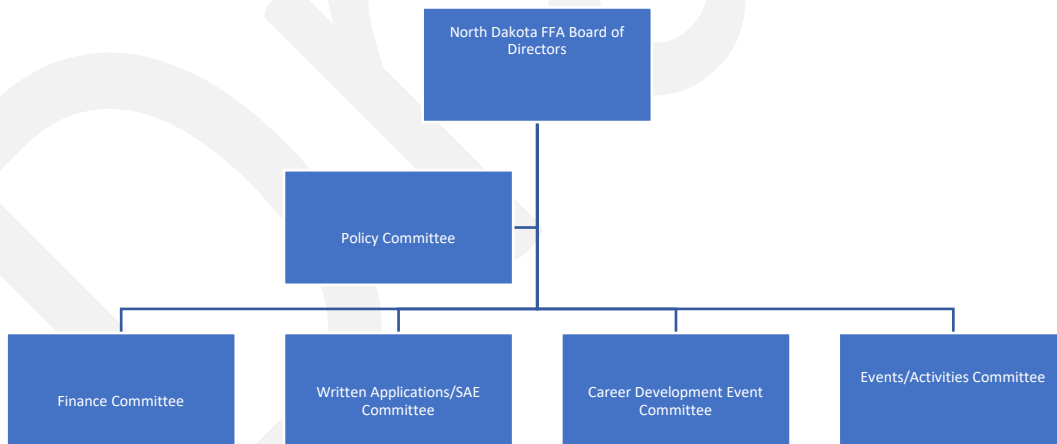 North Dakota FFA Board of
Directors
Policy Committee
Finance Committee
Written Applications/SAE
Committee
Career Development Event
Committee
Events/Activities Committee